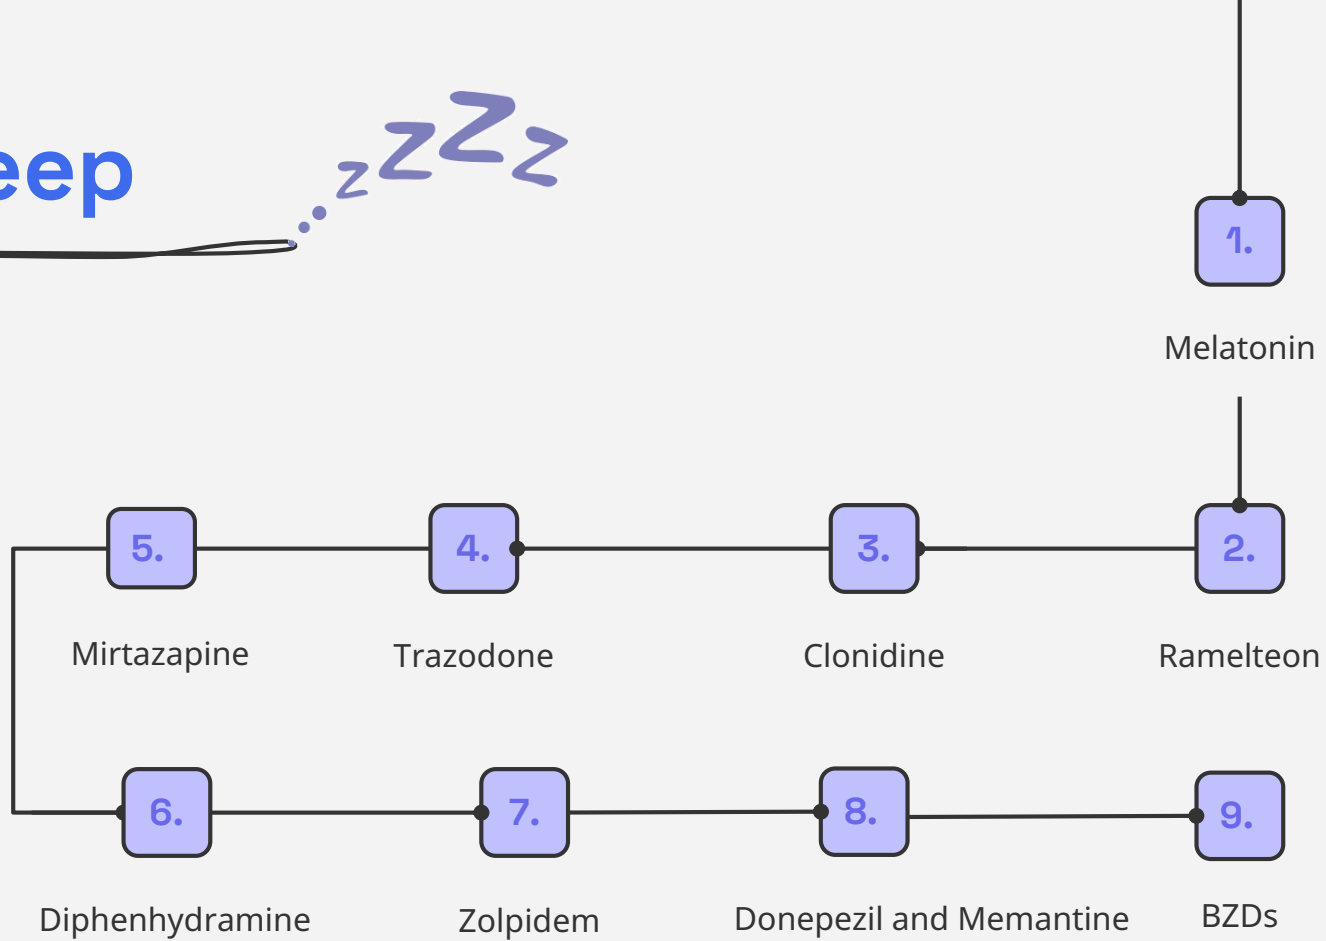 eep
zzzz
1.
Melatonin
2.
Ramelteon
3.
Clonidine
4.
Trazodone
5.
Mirtazapine
6.
Diphenhydramine
7.
Zolpidem
8.
Donepezil and Memantine
9.
BZDs